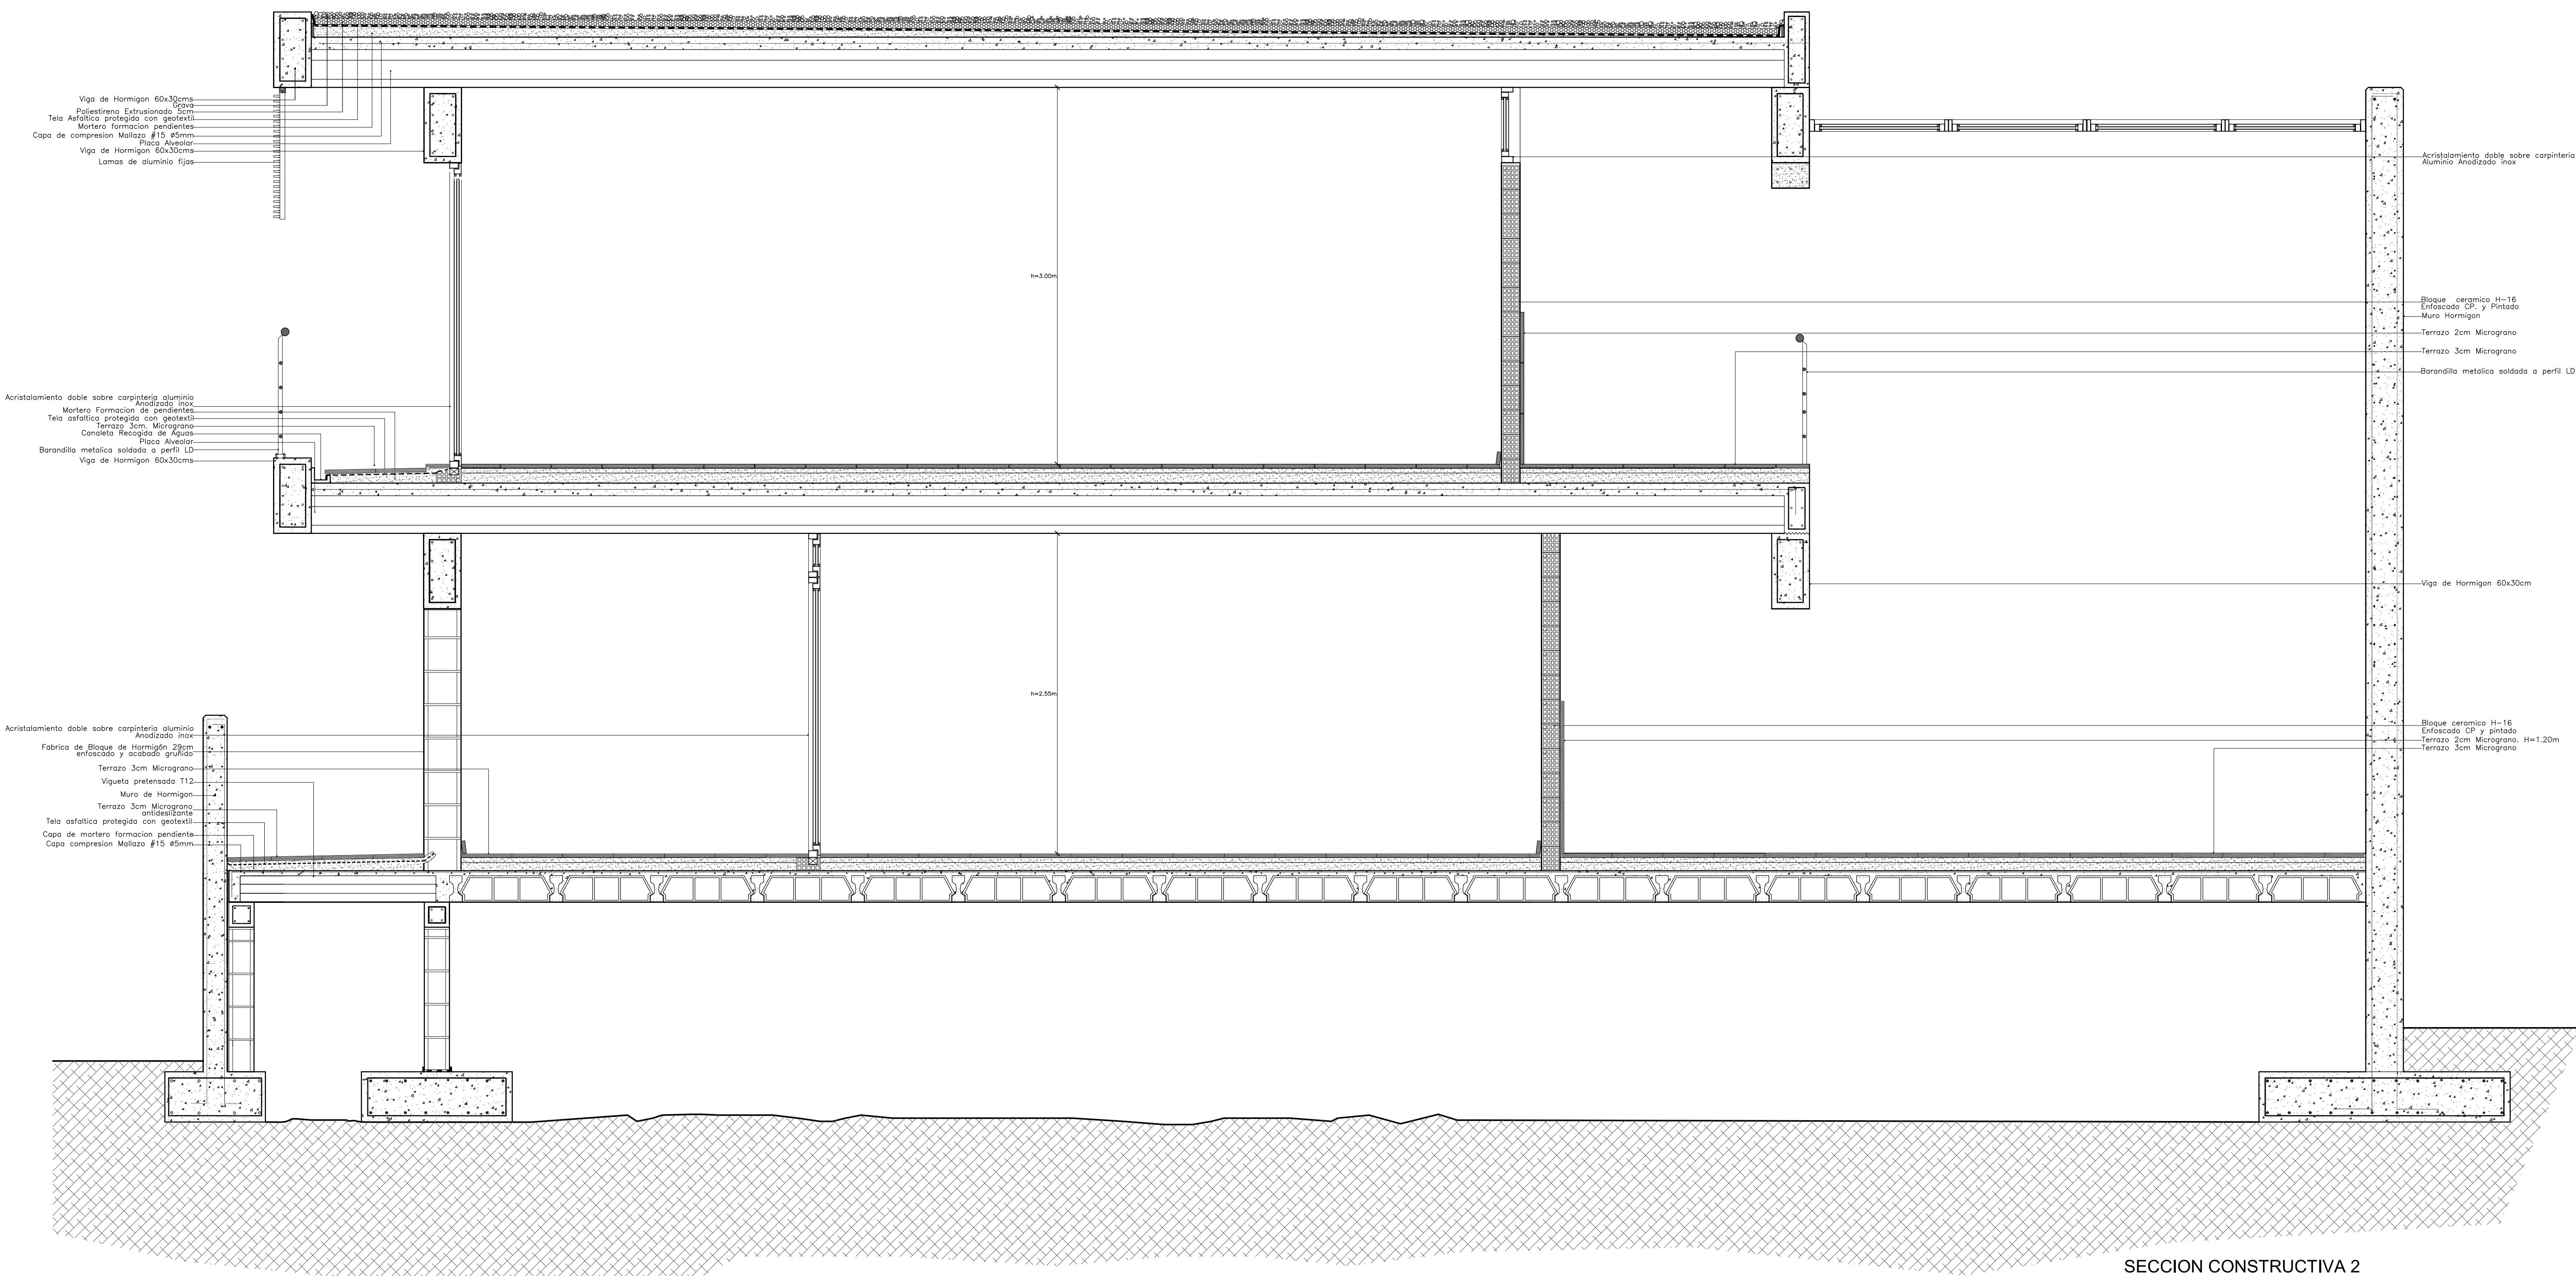 Viga de Hormigon 60x30cms
Grava
Poliestireno Extrusionado 5cm
Tela Asfaltica protegida con geotextil
Mortero formacion pendientes
Capa de compresion Mallazo #15 ø5mm
Placa Alveolar
Viga de Hormigon 60x30cms
Lamas de aluminio fijas
Acristalamiento doble sobre carpinteria
Aluminio Anodizado inox
h=3.00m
Bloque ceramico H-16
Enfoscado CP. y Pintado
Muro Hormigon
Terrazo 2cm Micrograno
Terrazo 3cm Micrograno
Barandilla metalica soldada a perfil LD
Acristalamiento doble sobre carpinteria aluminio
Anodizado inox
Mortero Formacion de pendientes
Tela asfaltica protegida con geotextil
Terrazo 3cm. Micrograno
Canaleta Recogida de Aguas
Placa Alveolar
Barandilla metalica soldada a perfil LD
Viga de Hormigon 60x30cms
Viga de Hormigon 60x30cm
h=2.55m
Acristalamiento doble sobre carpinteria aluminio
Anodizado inox
Fabrica de Bloque de Hormigón 29cm
enfoscado y acabado gruñido
Terrazo 3cm Micrograno
Vigueta pretensada T12
Muro de Hormigon
Terrazo 3cm Micrograno
antideslizante
Tela asfaltica protegida con geotextil
Capa de mortero formacion pendiente
Capa compresion Mallazo #15 ø5mm
Bloque ceramico H-16
Enfoscado CP y pintado
Terrazo 2cm Micrograno. H=1.20m
Terrazo 3cm Micrograno
SECCION CONSTRUCTIVA 2